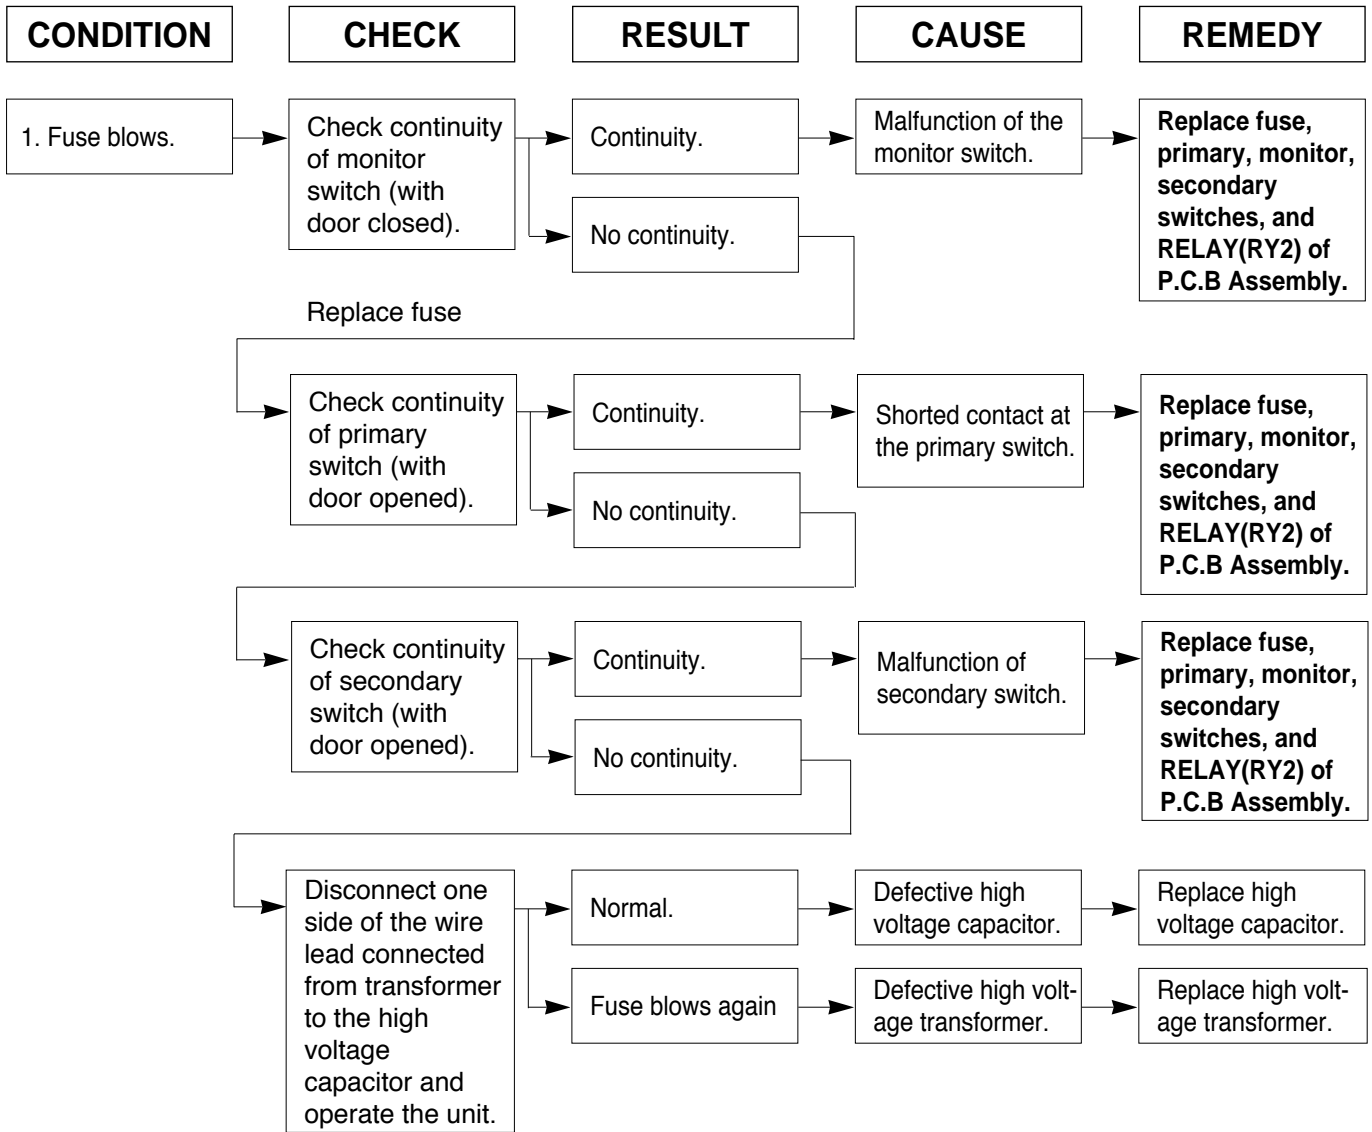 CONDITION
CHECK
RESULT
CAUSE
REMEDY
1. Fuse blows.
Check continuity
of monitor
switch (with
door closed).
Continuity.
Malfunction of the
monitor switch.
Replace fuse,
primary, monitor,
secondary
switches, and
RELAY(RY2) of
P.C.B Assembly.
No continuity.
Replace fuse
Check continuity
of primary
switch (with
door opened).
Continuity.
Shorted contact at
the primary switch.
Replace fuse,
primary, monitor,
secondary
switches, and
RELAY(RY2) of
P.C.B Assembly.
No continuity.
Check continuity
of secondary
switch (with
door opened).
Continuity.
Malfunction of
secondary switch.
Replace fuse,
primary, monitor,
secondary
switches, and
RELAY(RY2) of
P.C.B Assembly.
No continuity.
Disconnect one
side of the wire
lead connected
from transformer
to the high
voltage
capacitor and
operate the unit.
Normal.
Defective high
voltage capacitor.
Replace high
voltage capacitor.
Fuse blows again
Defective high volt-
age transformer.
Replace high volt-
age transformer.